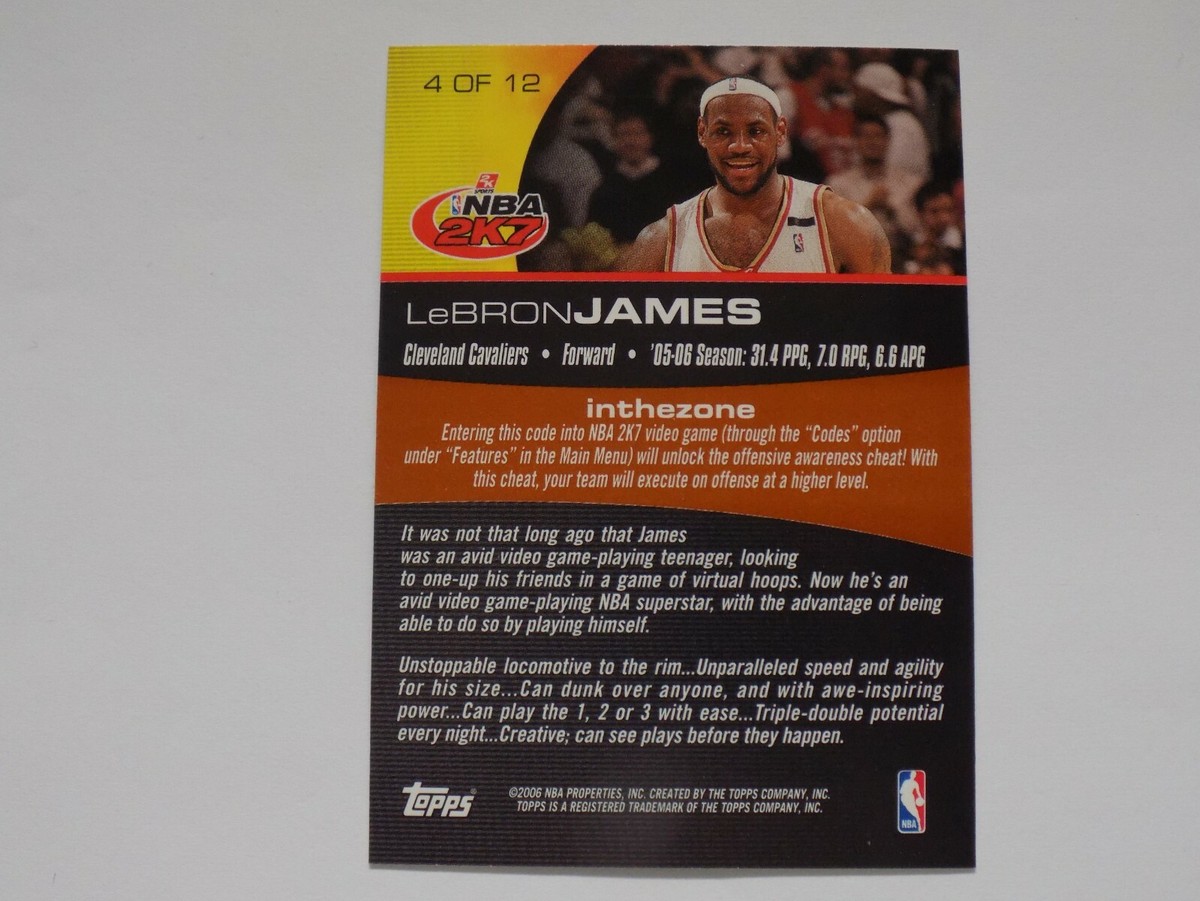 4 OF 12
2K
SPORTS
NBA
2K7
LeBRONJAMES
Cleveland Cavaliers • Forward • '05-06 Season: 31.4 PPG, 7.0 RPG, 6.6 APG
inthezone
Entering this code into NBA 2K7 video game (through the “Codes” option
under “Features” in the Main Menu) will unlock the offensive awareness cheat! With
this cheat, your team will execute on offense at a higher level.
It was not that long ago that James
was an avid video game-playing teenager, looking
to one-up his friends in a game of virtual hoops. Now he's an
avid video game-playing NBA superstar, with the advantage of being
able to do so by playing himself.
Unstoppable locomotive to the rim...Unparalleled speed and agility
for his size...Can dunk over anyone, and with awe-inspiring
power...Can play the 1, 2 or 3 with ease...Triple-double potential
every night...Creative; can see plays before they happen.
Topps®
©2006 NBA PROPERTIES, INC. CREATED BY THE TOPPS COMPANY, INC.
TOPPS IS A REGISTERED TRADEMARK OF THE TOPPS COMPANY, INC.
NBA